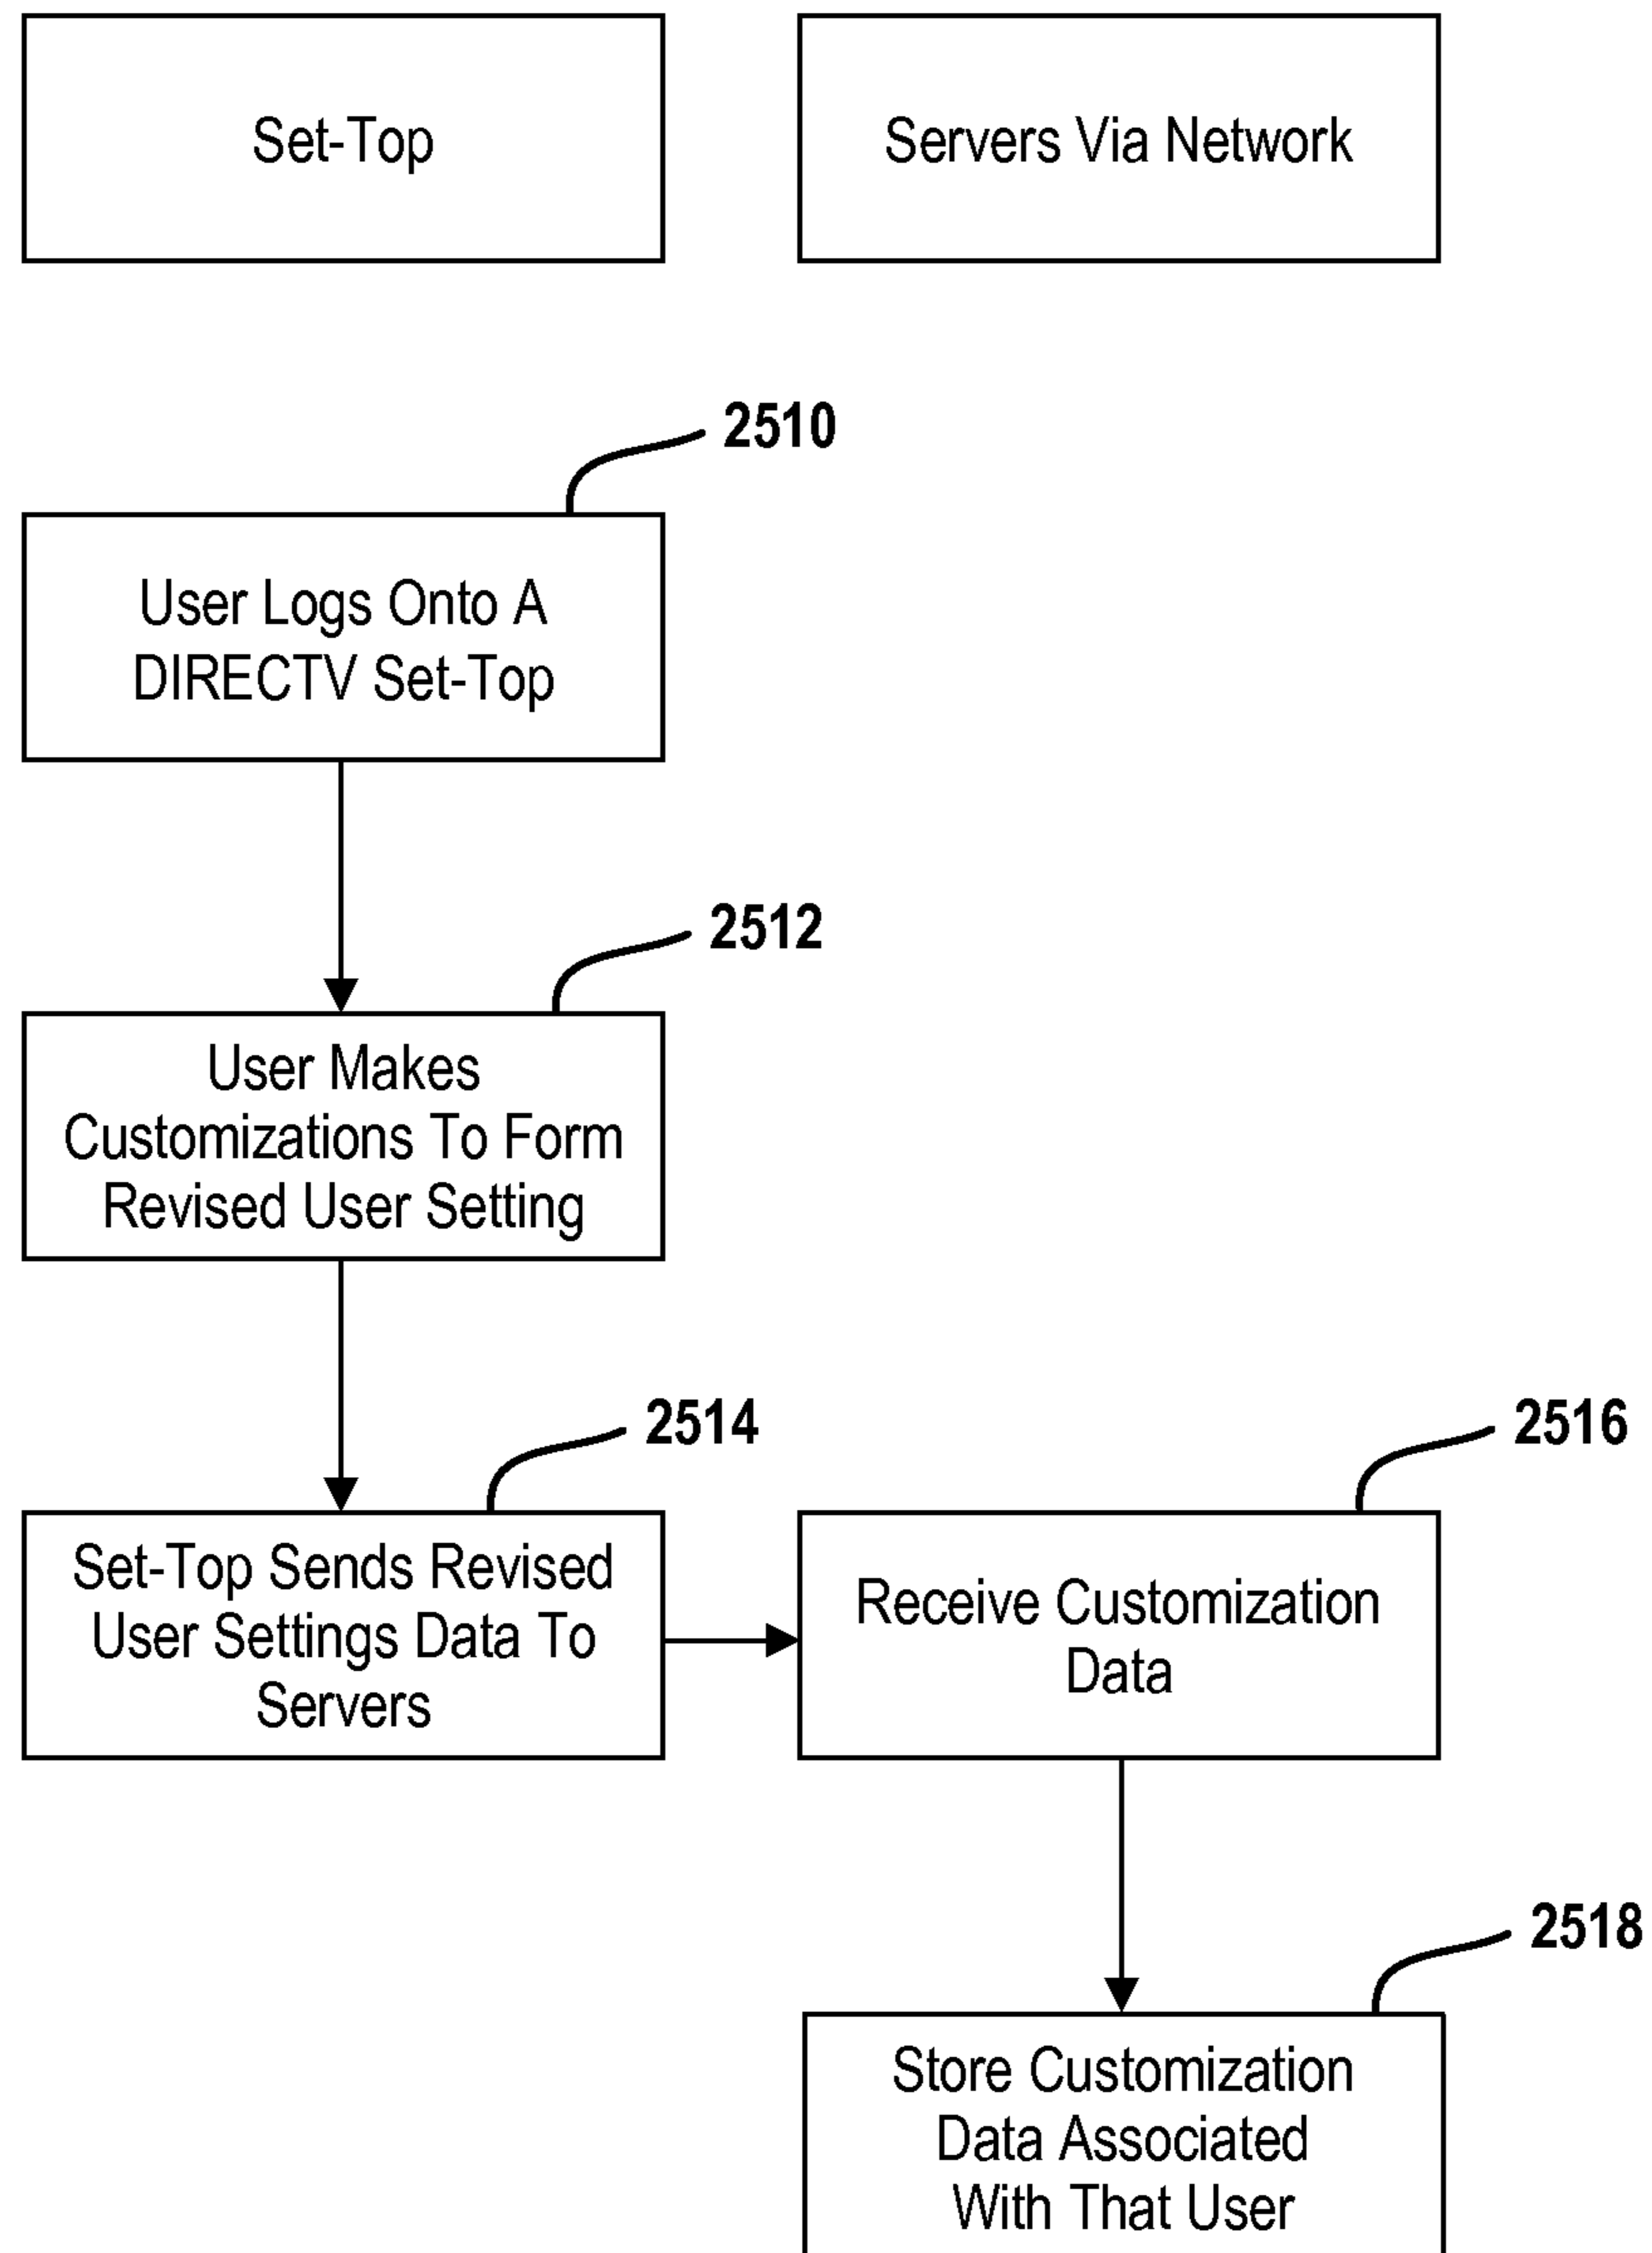 Set-Top
Servers Via Network
2510
User Logs Onto A
DIRECTV Set-Top
2512
User Makes
Customizations To Form
Revised User Setting
2514
Set-Top Sends Revised
User Settings Data To
Servers
2516
Receive Customization
Data
2518
Store Customization
Data Associated
With That User